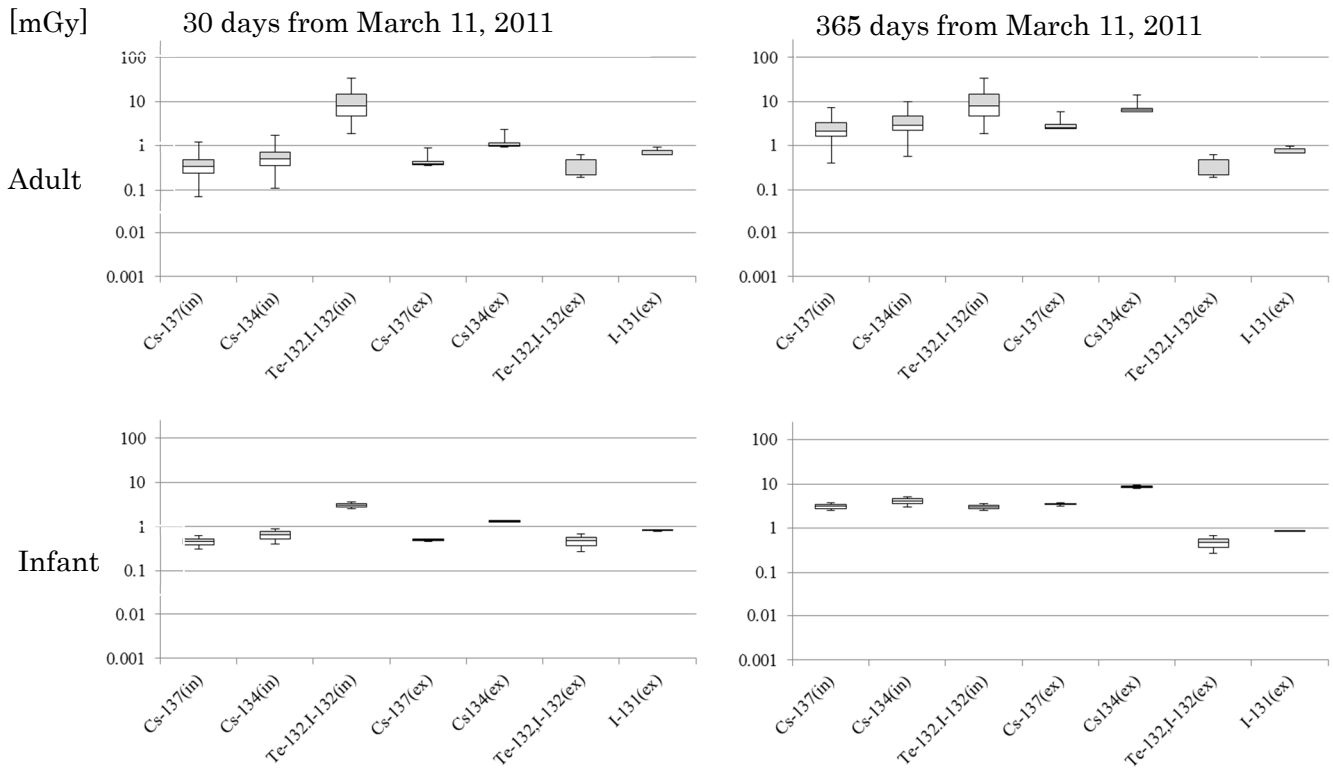 [mGy]
30 days from March 11, 2011
365 days from March 11, 2011
Adult
100
10
1
0.1
0.01
0.001
Cs-137(in)
Cs-134(in)
Te-132.I-132(in)
Cs-137(ex)
Cs134(ex)
Te-132,I-132(ex)
I-131(ex)
100
10
1
0.1
0.01
0.001
Cs-137(in)
Cs-134(in)
Te-132.I-132(in)
Cs-137(ex)
Cs134(ex)
Te-132,I-132(ex)
I-131(ex)
Infant
100
10
1
0.1
0.01
0.001
Cs-137(in)
Cs-134(in)
Te-132.I-132(in)
Cs-137(ex)
Cs134(ex)
Te-132,I-132(ex)
I-131(ex)
100
10
1
0.1
0.01
0.001
Cs-137(in)
Cs-134(in)
Te-132.I-132(in)
Cs-137(ex)
Cs134(ex)
Te-132,I-132(ex)
I-131(ex)